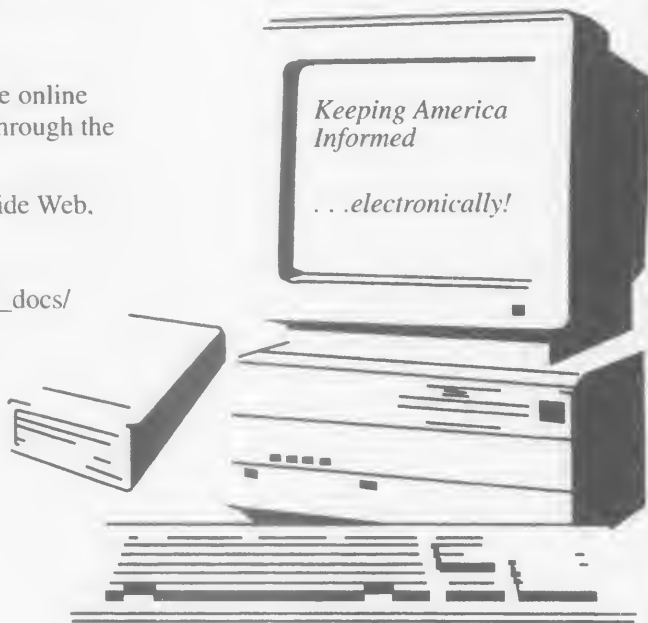 e online
hrough the
ide Web,
_docs/
Keeping America
Informed
. . .electronically!